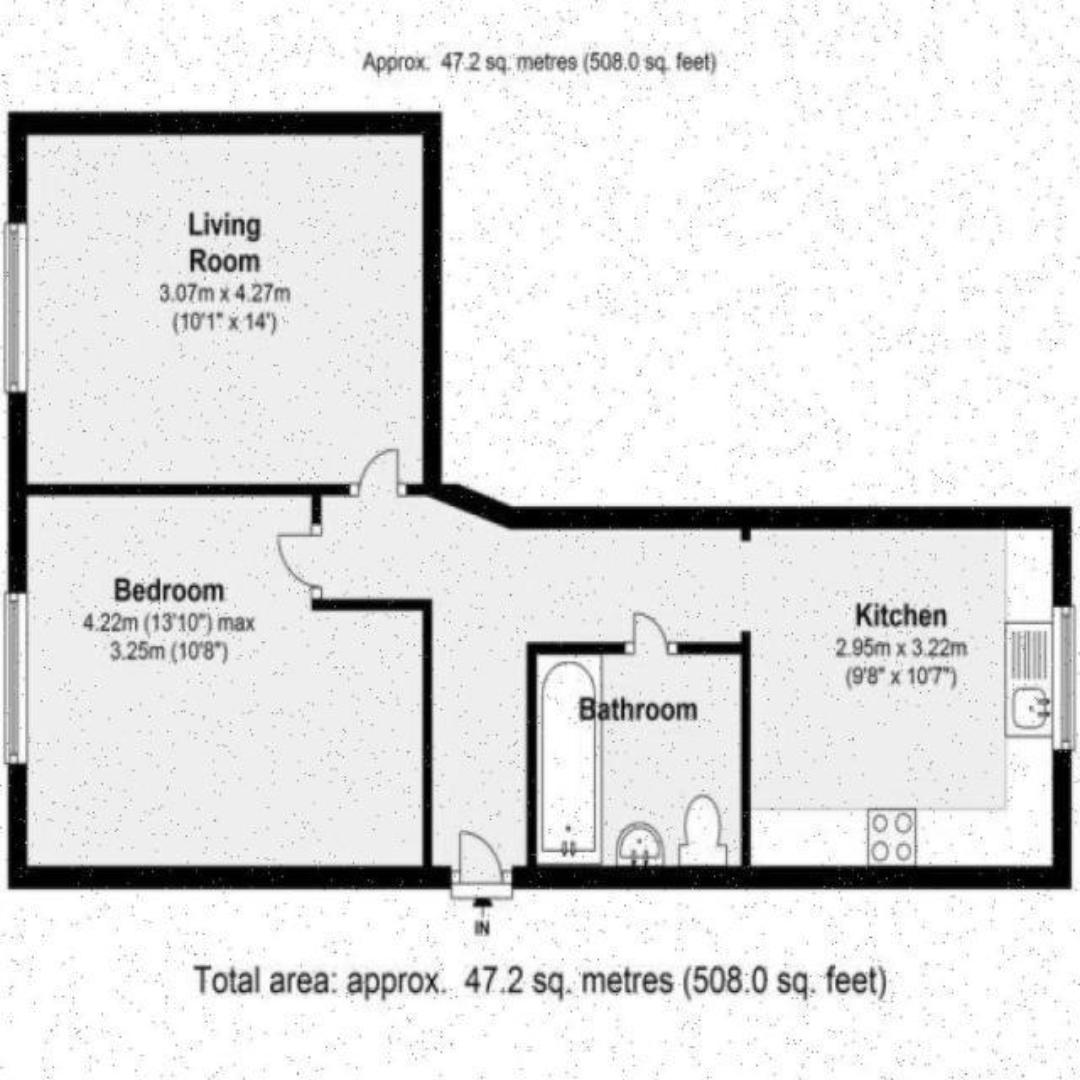 Approx. 47.2 sq. metres (508.0 sq. feet)
Living
Room
3.07m x 4.27m
(10'1" x 14')
Bedroom
4.22m (13'10") max
3.25m (10'8")
Kitchen
2.95m x 3.22m
(9'8" x 10'7")
Bathroom
IN
Total area: approx. 47.2 sq. metres (508.0 sq. feet)